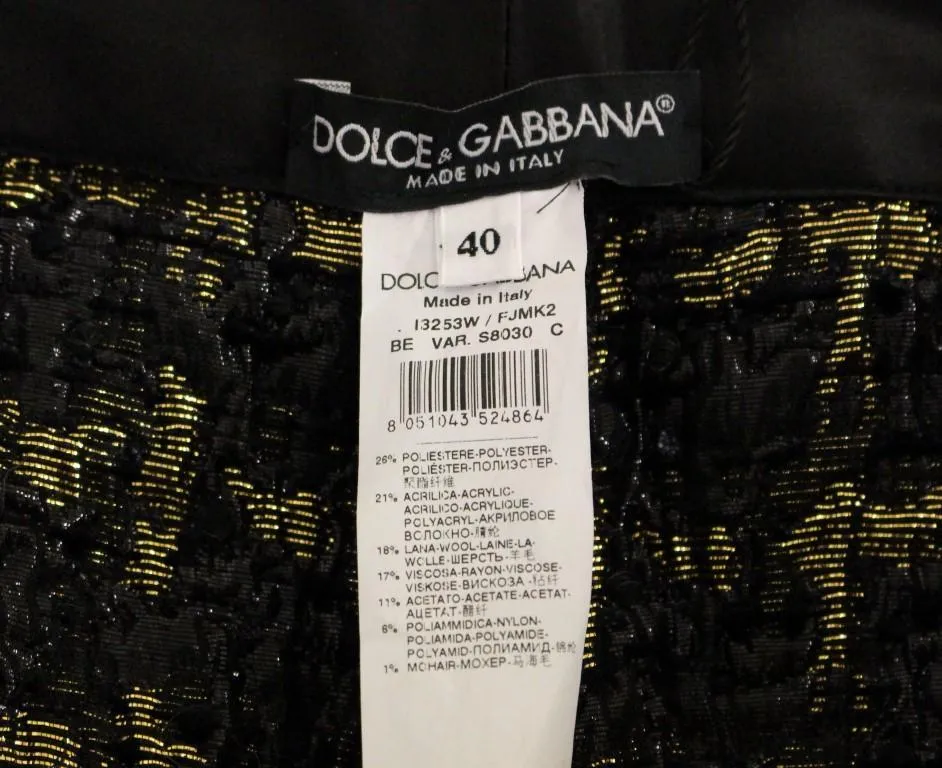 DOLCE & GABBANA®
MADE IN ITALY
40
DOLC BANA
Made in Italy
I3253W / FJMK2
BE VAR. S8030 C
8 051043 524864
26% POLIESTERE-POLYESTER-
POLIÉSTER-ПОЛИЭСТЕР-
聚酯纤维
21% ACRILICA-ACRYLIC-
ACRILICO-ACRYLIQUE-
POLYACRYL-АКРИЛОВОЕ
ВОЛОКНО-腈纶
18% LANA-WOOL-LAINE-LA-
WOLLE-ШЕРСТЬ-羊毛
17% VISCOSA-RAYON-VISCOSE-
VISKOSE-ВИСКОЗА-粘纤
11% ACETATO-ACETATE-ACETAT-
АЦЕТАТ-醋纤
6% POLIAMMIDICA-NYLON-
POLIAMIDA-POLYAMIDE-
POLYAMID-ПОЛИАМИД-锦纶
1% MOHAIR-МОХЕР-马海毛